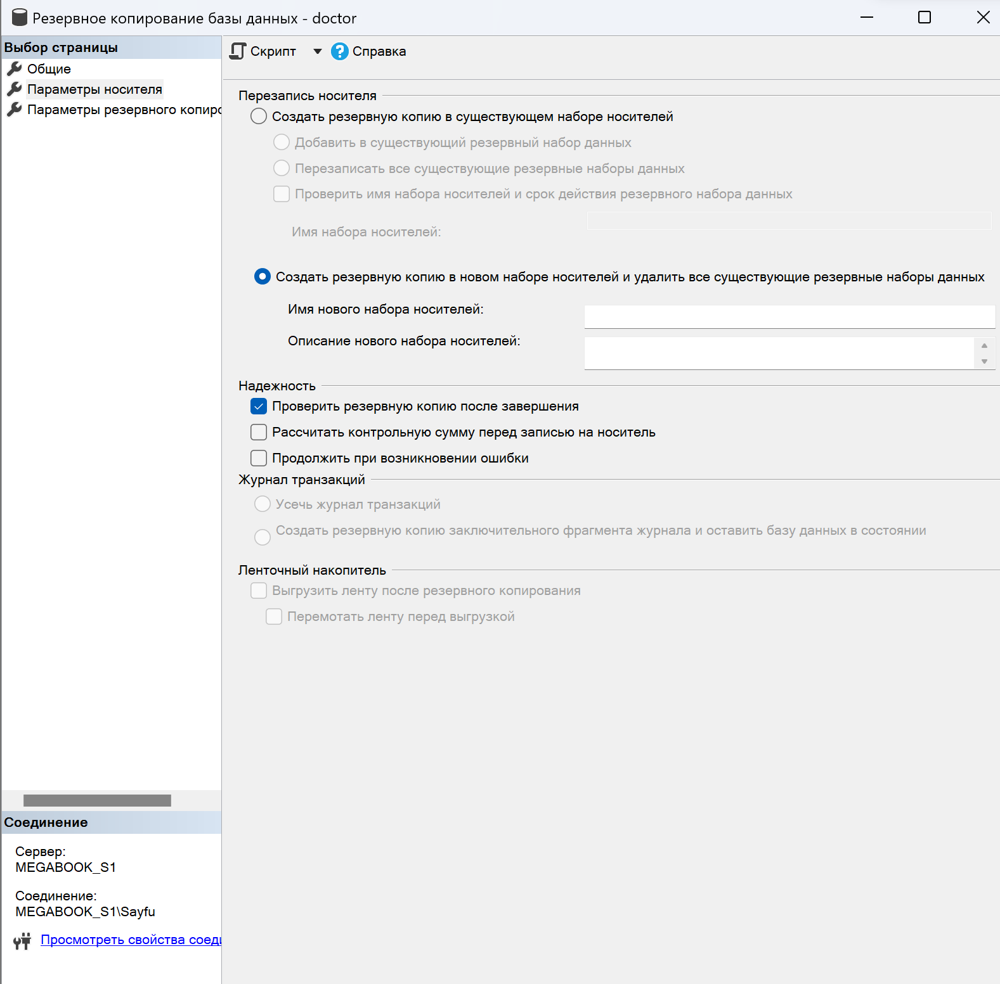 Резервное копирование базы данных - doctor
Выбор страницы
Общие
Параметры носителя
Параметры резервного копиро
Скрипт
Справка
Перезапись носителя
Создать резервную копию в существующем наборе носителей
Добавить в существующий резервный набор данных
Перезаписать все существующие резервные наборы данных
Проверить имя набора носителей и срок действия резервного набора данных
Имя набора носителей:
Создать резервную копию в новом наборе носителей и удалить все существующие резервные наборы данных
Имя нового набора носителей:
Описание нового набора носителей:
Надежность
Проверить резервную копию после завершения
Рассчитать контрольную сумму перед записью на носитель
Продолжить при возникновении ошибки
Журнал транзакций
Усечь журнал транзакций
Создать резервную копию заключительного фрагмента журнала и оставить базу данных в состоянии
Ленточный накопитель
Выгрузить ленту после резервного копирования
Перемотать ленту перед выгрузкой
Соединение
Сервер:
MEGABOOK_S1
Соединение:
MEGABOOK_S1\Sayfu
Просмотреть свойства соеди